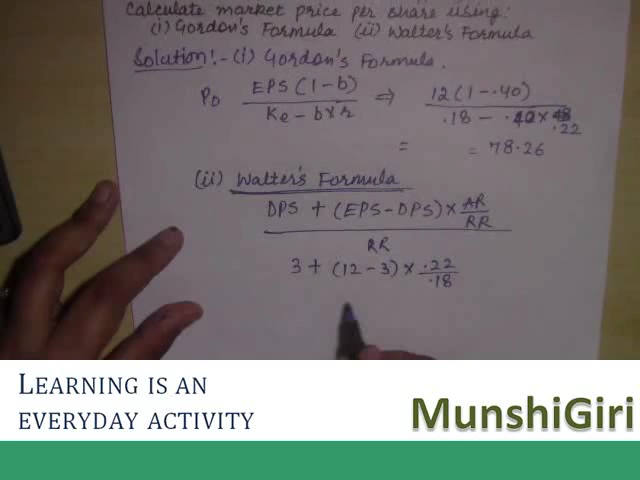 Calculate market price per share using:
(i) Gordon's Formula (ii) Walter's Formula
Solution:- (i) Gordon's Formula.
P₀ EPS (1-b) / Ke - b×r ⇒ 12(1-.40) / .18 - .40 × .22
= = 78.26
(ii) Walter's Formula
DPS + (EPS-DPS) × AR/RR
RR
3 + (12-3) × .22/.18
LEARNING IS AN
EVERYDAY ACTIVITY
MunshiGiri